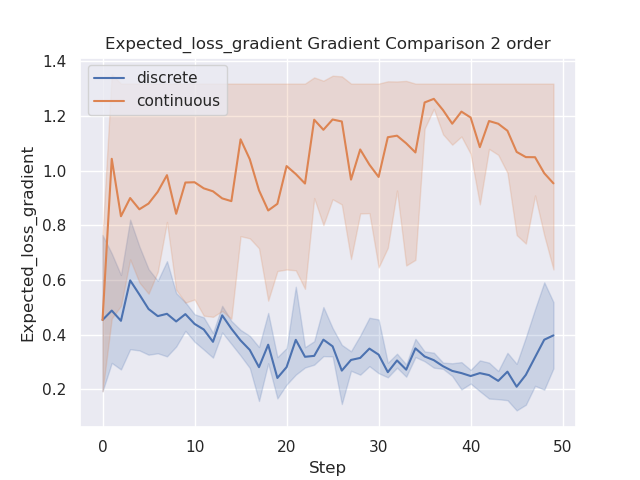 Expected_loss_gradient Gradient Comparison 2 order
discrete
continuous
Expected_loss_gradient
1.4
1.2
1.0
0.8
0.6
0.4
0.2
0
10
20
30
40
50
Step